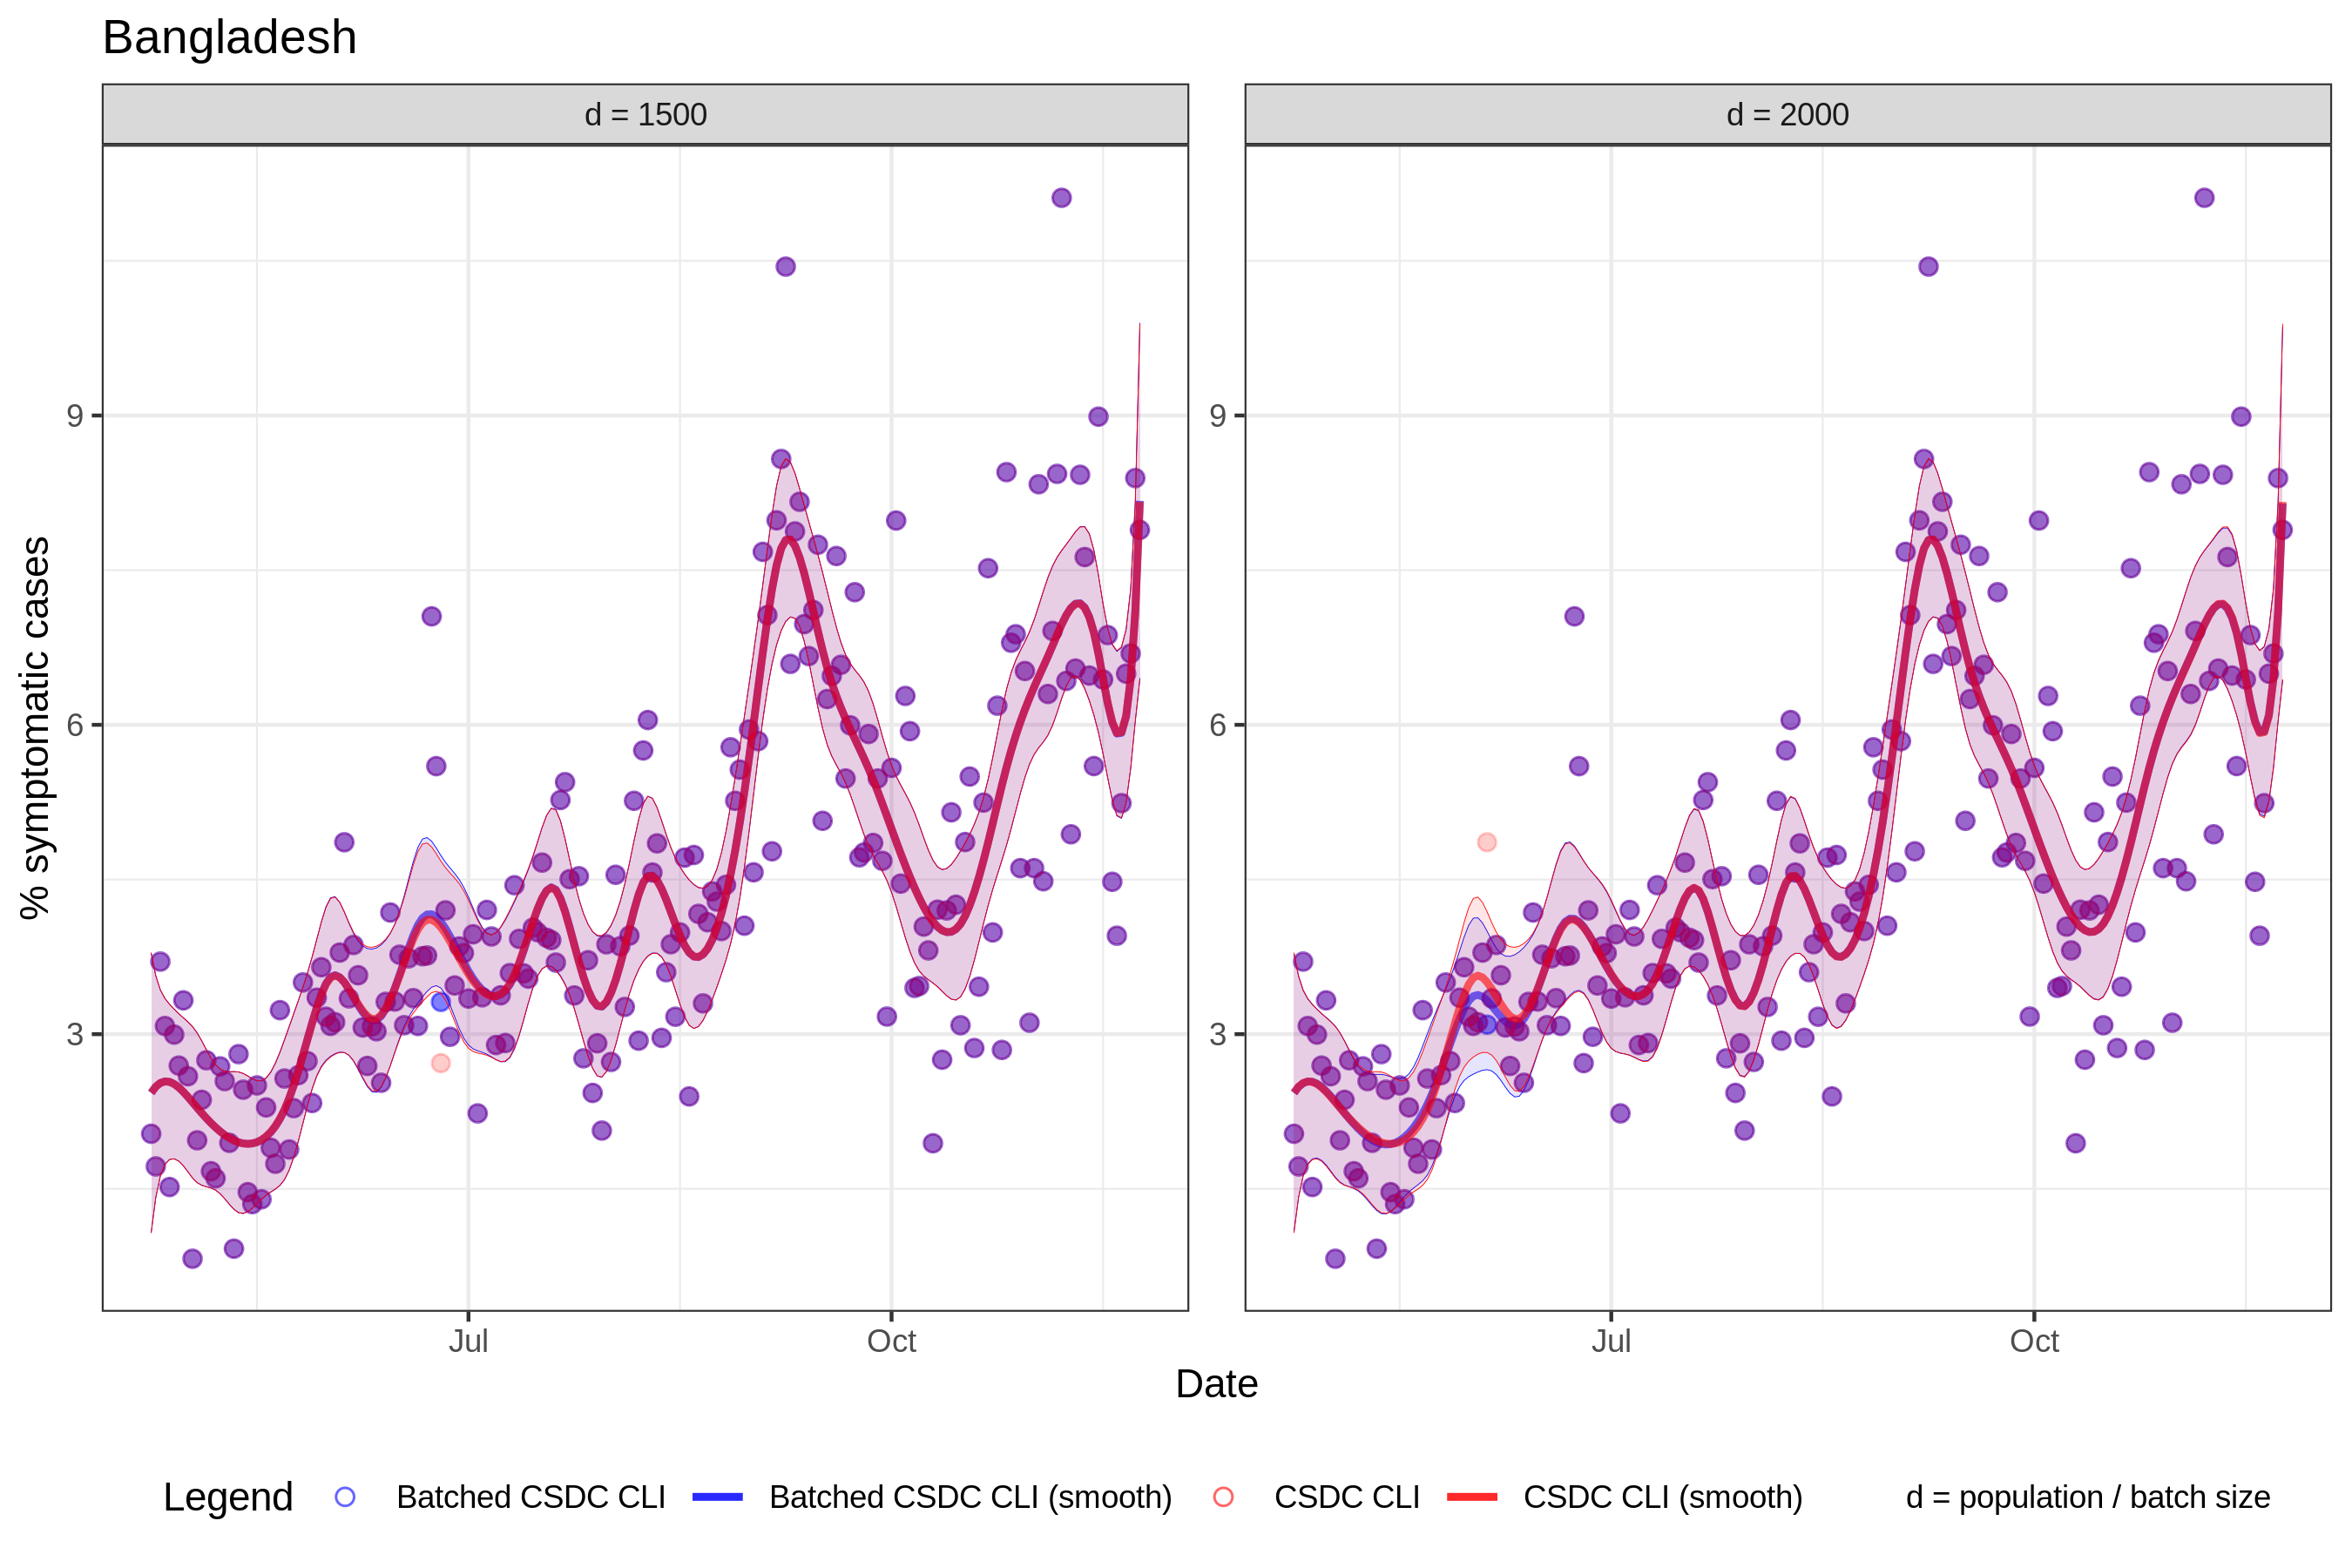 Bangladesh
d = 1500
d = 2000
% symptomatic cases
9
6
3
9
6
3
Jul
Oct
Jul
Oct
Date
Legend Batched CSDC CLI Batched CSDC CLI (smooth) CSDC CLI CSDC CLI (smooth) d = population / batch size